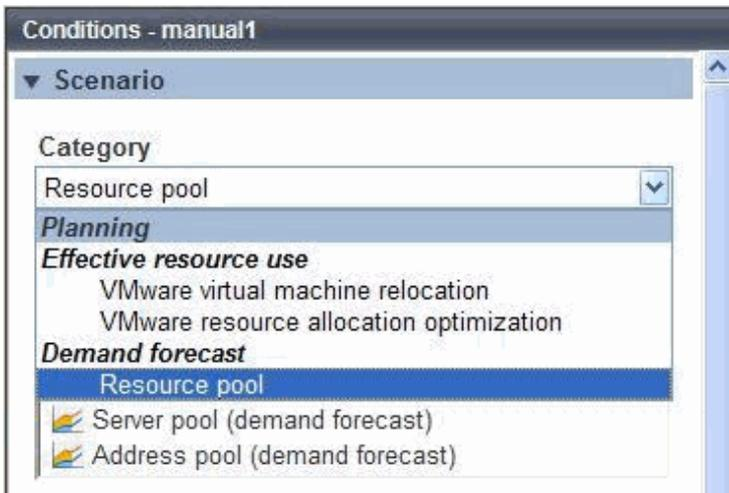 Conditions - manual1
Scenario
Category
Resource pool
Planning
Effective resource use
VMware virtual machine relocation
VMware resource allocation optimization
Demand forecast
Resource pool
Server pool (demand forecast)
Address pool (demand forecast)